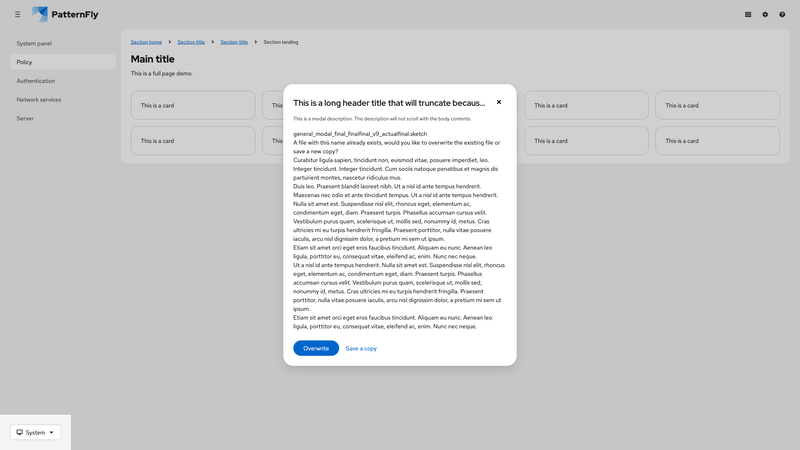 PatternFly
System panel
Policy
Authentication
Network services
Server
Section home
Section title
Section title
Section landing
Main title
This is a full page demo.
This is a card
This is a card
This is a card
This is a card
This is a card
This is a card
This is a long header title that will truncate becaus...
This is a modal description. The description will not scroll with the body contents.
general_modal_final_finalfinal_v9_actualfinal.sketch
A file with this name already exists, would you like to overwrite the existing file or
save a new copy?
Curabitur ligula sapien, tincidunt non, euismod vitae, posuere imperdiet, leo.
Integer tincidunt. Integer tincidunt. Cum sociis natoque penatibus et magnis dis
parturient montes, nascetur ridiculus mus.
Duis leo. Praesent blandit laoreet nibh. Ut a nisl id ante tempus hendrerit.
Maecenas nec odio et ante tincidunt tempus. Ut a nisl id ante tempus hendrerit.
Nulla sit amet est. Suspendisse nisl elit, rhoncus eget, elementum ac,
condimentum eget, diam. Praesent turpis. Phasellus accumsan cursus velit.
Vestibulum purus quam, scelerisque ut, mollis sed, nonummy id, metus. Cras
ultricies mi eu turpis hendrerit fringilla. Praesent porttitor, nulla vitae posuere
iaculis, arcu nisl dignissim dolor, a pretium mi sem ut ipsum.
Etiam sit amet orci eget eros faucibus tincidunt. Aliquam eu nunc. Aenean leo
ligula, porttitor eu, consequat vitae, eleifend ac, enim. Nunc nec neque.
Ut a nisl id ante tempus hendrerit. Nulla sit amet est. Suspendisse nisl elit, rhoncus
eget, elementum ac, condimentum eget, diam. Praesent turpis. Phasellus
accumsan cursus velit. Vestibulum purus quam, scelerisque ut, mollis sed,
nonummy id, metus. Cras ultricies mi eu turpis hendrerit fringilla. Praesent
porttitor, nulla vitae posuere iaculis, arcu nisl dignissim dolor, a pretium mi sem ut
ipsum.
Etiam sit amet orci eget eros faucibus tincidunt. Aliquam eu nunc. Aenean leo
ligula, porttitor eu, consequat vitae, eleifend ac, enim. Nunc nec neque.
Overwrite
Save a copy
System